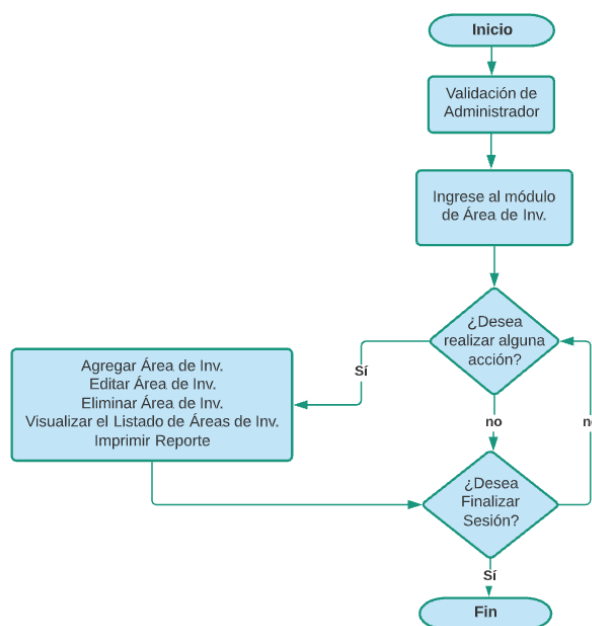 Inicio
Validación de
Administrador
Ingrese al módulo
de Área de Inv.
¿Desea
realizar alguna
acción?
Sí
Agregar Área de Inv.
Editar Área de Inv.
Eliminar Área de Inv.
Visualizar el Listado de Áreas de Inv.
Imprimir Reporte
no
¿Desea
Finalizar
Sesión?
Sí
Fin